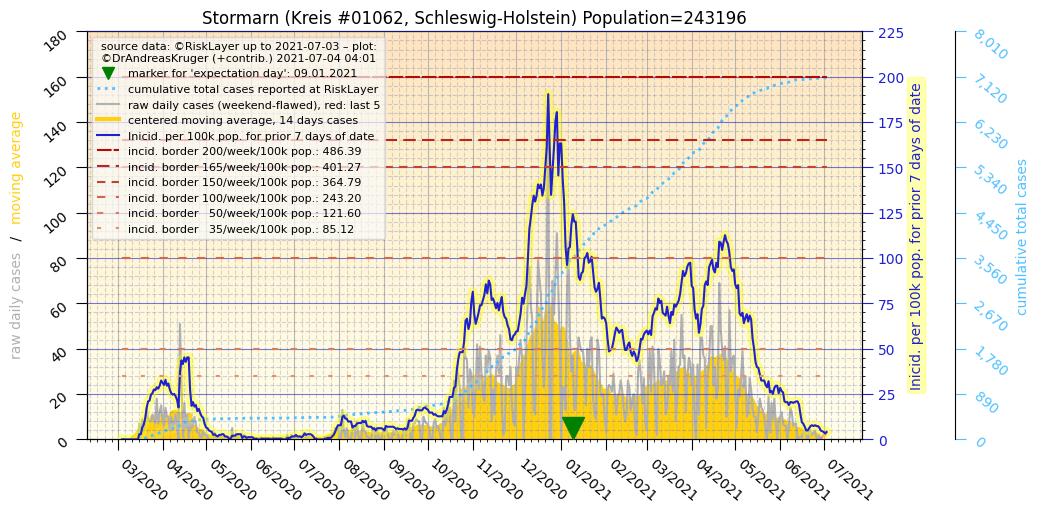 Stormarn (Kreis #01062, Schleswig-Holstein) Population=243196
source data: ©RiskLayer up to 2021-07-03 – plot:
©DrAndreasKruger (+contrib.) 2021-07-04 04:01
marker for 'expectation day': 09.01.2021
cumulative total cases reported at RiskLayer
raw daily cases (weekend-flawed), red: last 5
centered moving average, 14 days cases
Inicid. per 100k pop. for prior 7 days of date
incid. border 200/week/100k pop.: 486.39
incid. border 165/week/100k pop.: 401.27
incid. border 150/week/100k pop.: 364.79
incid. border 100/week/100k pop.: 243.20
incid. border 50/week/100k pop.: 121.60
incid. border 35/week/100k pop.: 85.12
raw daily cases / moving average
180
160
140
120
100
80
60
40
20
0
225
200
175
150
125
100
75
50
25
0
Inicid. per 100k pop. for prior 7 days of date
8,010
7,120
6,230
5,340
4,450
3,560
2,670
1,780
890
0
cumulative total cases
03/2020
04/2020
05/2020
06/2020
07/2020
08/2020
09/2020
10/2020
11/2020
12/2020
01/2021
02/2021
03/2021
04/2021
05/2021
06/2021
07/2021